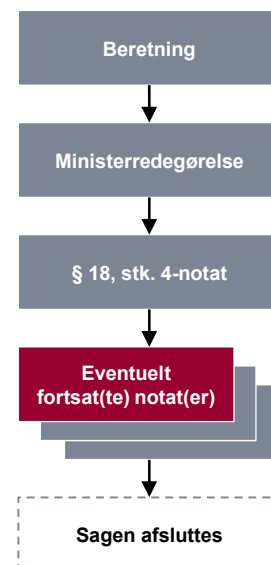 Beretning
Ministerredegørelse
§ 18, stk. 4-notat
Eventuelt
fortsat(te) notat(er)
Sagen afsluttes